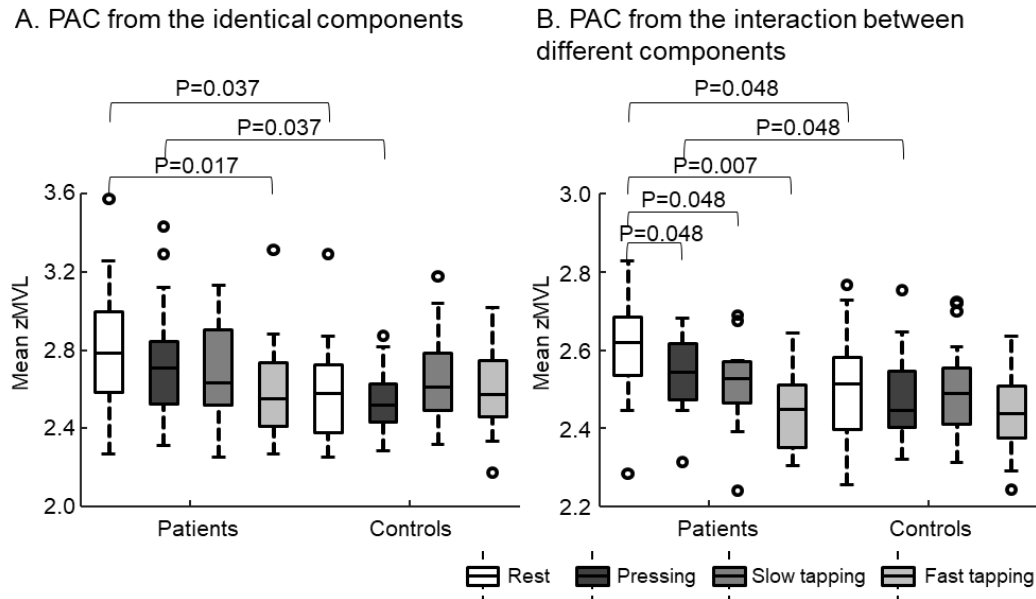 A. PAC from the identical components
P=0.037
P=0.037
P=0.017
3.6
3.2
2.8
2.4
2.0
Mean zMVL
Patients
Controls
B. PAC from the interaction between
different components
P=0.048
P=0.048
P=0.007
P=0.048
P=0.048
3.0
2.8
2.6
2.4
2.2
Mean zMVL
Patients
Controls
Rest
Pressing
Slow tapping
Fast tapping